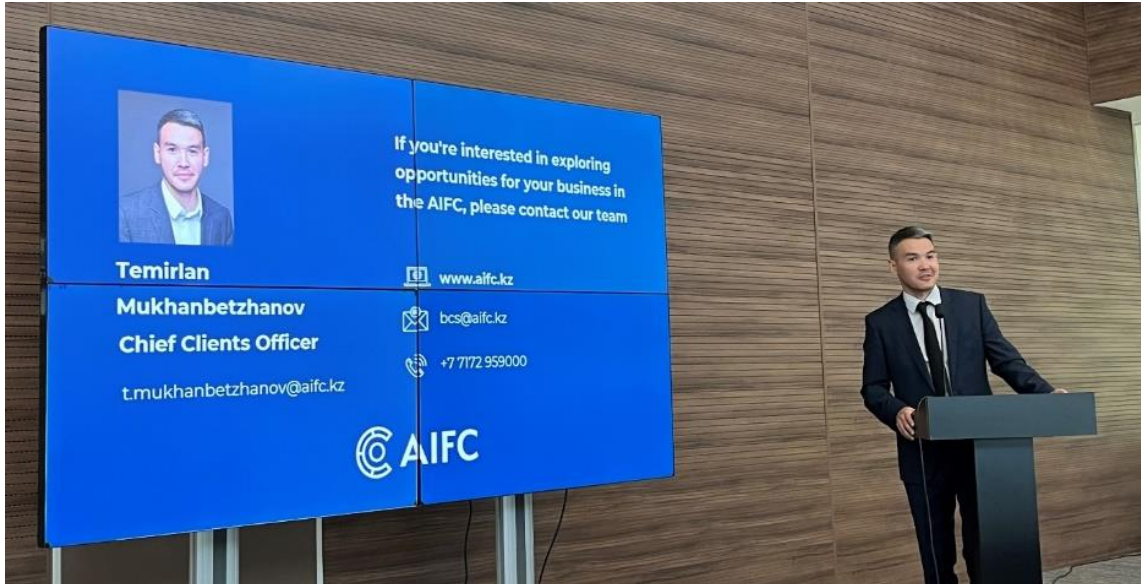 Temirlan
Mukhanbetzhanov
Chief Clients Officer
t.mukhanbetzhanov@aifc.kz
If you're interested in exploring
opportunities for your business in
the AIFC, please contact our team
www.aifc.kz
bcs@aifc.kz
+7 7172 959000
AIFC